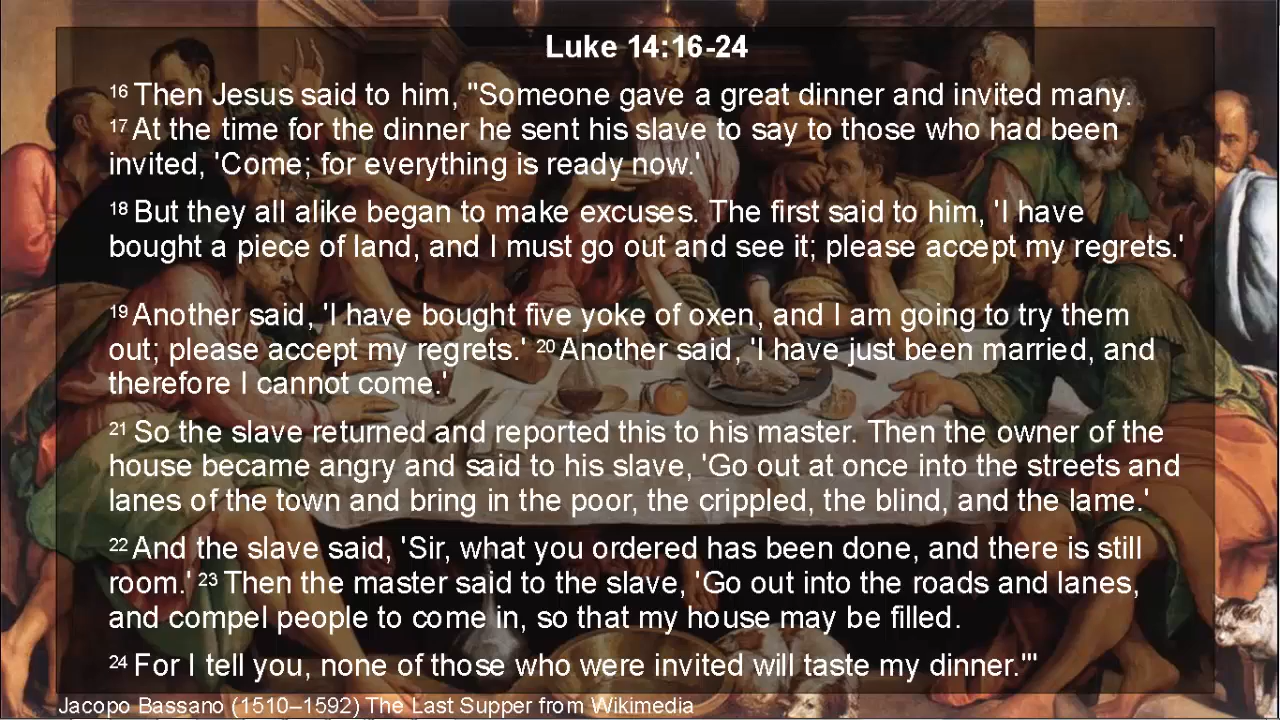 Luke 14:16-24
16 Then Jesus said to him, "Someone gave a great dinner and invited many.
17 At the time for the dinner he sent his slave to say to those who had been
invited, 'Come; for everything is ready now.'
18 But they all alike began to make excuses. The first said to him, 'I have
bought a piece of land, and I must go out and see it; please accept my regrets.'
19 Another said, 'I have bought five yoke of oxen, and I am going to try them
out; please accept my regrets.' 20 Another said, 'I have just been married, and
therefore I cannot come.'
21 So the slave returned and reported this to his master. Then the owner of the
house became angry and said to his slave, 'Go out at once into the streets and
lanes of the town and bring in the poor, the crippled, the blind, and the lame.'
22 And the slave said, 'Sir, what you ordered has been done, and there is still
room.' 23 Then the master said to the slave, 'Go out into the roads and lanes,
and compel people to come in, so that my house may be filled.
24 For I tell you, none of those who were invited will taste my dinner.'"
Jacopo Bassano (1510–1592) The Last Supper from Wikimedia